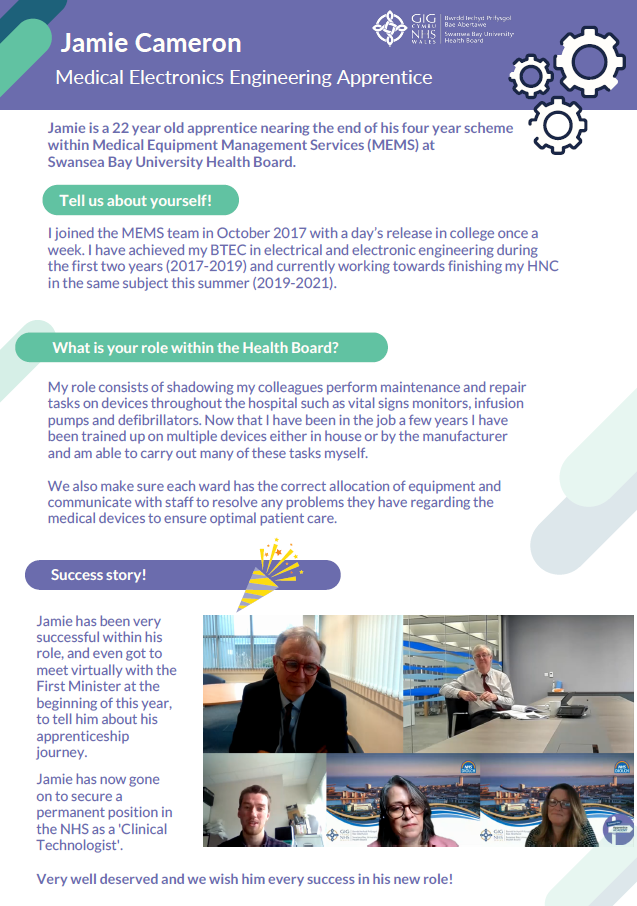 Jamie Cameron
Medical Electronics Engineering Apprentice
GIG
CYMRU
NHS
WALES
Bwrdd Iechyd Prifysgol
Bae Abertawe
Swansea Bay University
Health Board
Jamie is a 22 year old apprentice nearing the end of his four year scheme
within Medical Equipment Management Services (MEMS) at
Swansea Bay University Health Board.
Tell us about yourself!
I joined the MEMS team in October 2017 with a day's release in college once a
week. I have achieved my BTEC in electrical and electronic engineering during
the first two years (2017-2019) and currently working towards finishing my HNC
in the same subject this summer (2019-2021).
What is your role within the Health Board?
My role consists of shadowing my colleagues perform maintenance and repair
tasks on devices throughout the hospital such as vital signs monitors, infusion
pumps and defibrillators. Now that I have been in the job a few years I have
been trained up on multiple devices either in house or by the manufacturer
and am able to carry out many of these tasks myself.
We also make sure each ward has the correct allocation of equipment and
communicate with staff to resolve any problems they have regarding the
medical devices to ensure optimal patient care.
Success story!
Jamie has been very
successful within his
role, and even got to
meet virtually with the
First Minister at the
beginning of this year,
to tell him about his
apprenticeship
journey.
Jamie has now gone
on to secure a
permanent position in
the NHS as a 'Clinical
Technologist'.
NHS
DIOLCH
NHS
DIOLCH
GIG
NHS
GIG
NHS
Very well deserved and we wish him every success in his new role!